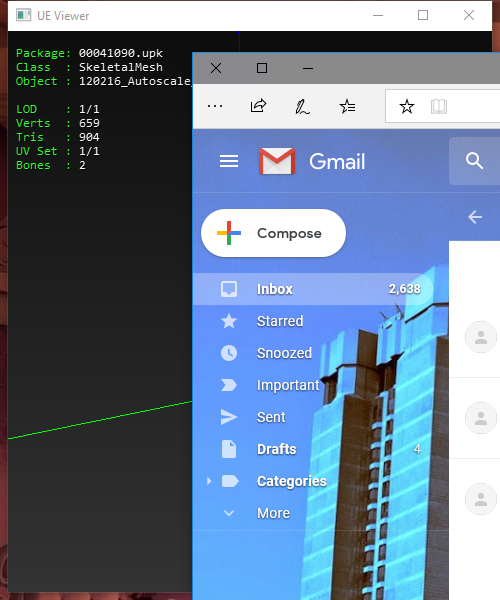 UE Viewer
Package: 00041090.upk
Class : SkeletalMesh
Object : 120216_Autoscale_
LOD : 1/1
Verts : 659
Tris : 904
UV Set : 1/1
Bones : 2
Gmail
Compose
Inbox 2,638
Starred
Snoozed
Important
Sent
Drafts 4
Categories
More